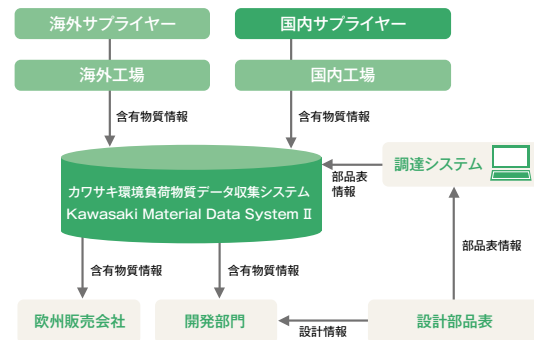 海外サプライヤー
国内サプライヤー
海外工場
国内工場
含有物質情報
含有物質情報
カワサキ環境負荷物質データ収集システム
Kawasaki Material Data System Ⅱ
部品表
情報
調達システム
部品表情報
含有物質情報
含有物質情報
欧州販売会社
開発部門
設計情報
設計部品表